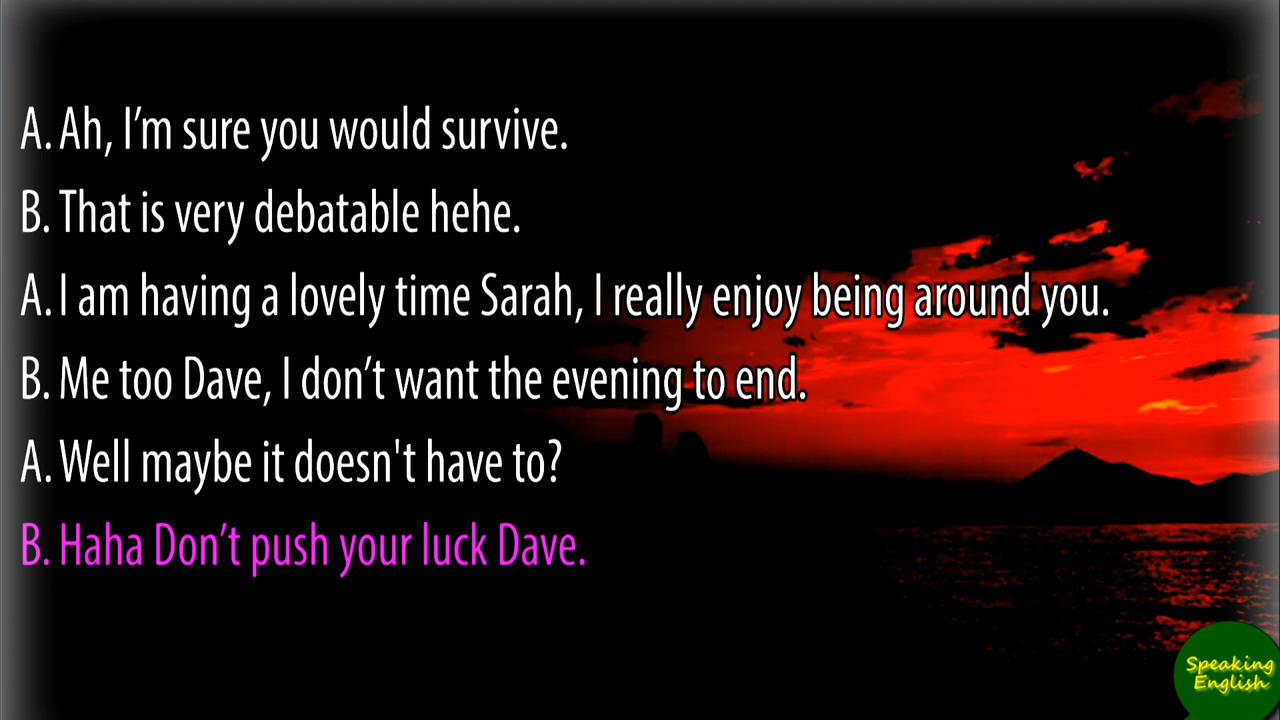 A. Ah, I’m sure you would survive.
B. That is very debatable hehe.
A. I am having a lovely time Sarah, I really enjoy being around you.
B. Me too Dave, I don’t want the evening to end.
A. Well maybe it doesn't have to?
B. Haha Don’t push your luck Dave.
Speaking
English